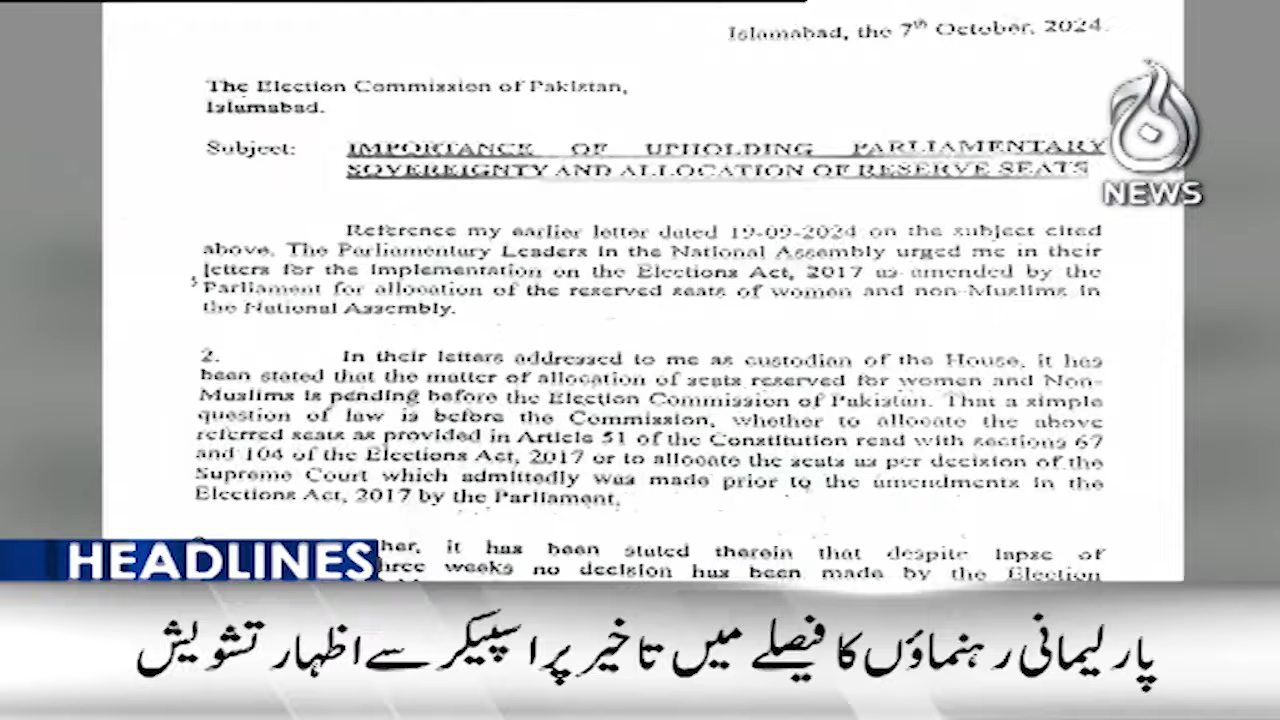 Islamabad, the 7th October, 2024.
The Election Commission of Pakistan,
Islamabad.
Subject: IMPORTANCE OF UPHOLDING PARLIAMENTARY
SOVEREIGNTY AND ALLOCATION OF RESERVE SEATS
NEWS
Reference my earlier letter dated 19-09-2024 on the subject cited
above. The Parliamentary Leaders in the National Assembly urged me in their
letters for the implementation on the Elections Act, 2017 as amended by the
Parliament for allocation of the reserved seats of women and non-Muslims in
the National Assembly.
2. In their letters addressed to me as custodian of the House, it has
been stated that the matter of allocation of seats reserved for women and Non-
Muslims is pending before the Election Commission of Pakistan. That a simple
question of law is before the Commission, whether to allocate the above
referred seats as provided in Article 51 of the Constitution read with sections 67
and 104 of the Elections Act, 2017 or to allocate the seats as per decision of the
Supreme Court which admittedly was made prior to the amendments in the
Elections Act, 2017 by the Parliament.
her, it has been stated therein that despite lapse of
hree weeks no decision has been made by the Election
HEADLINES
پارلیمانی رہنماؤں کا فیصلے میں تاخیر پر اسپیکر سے اظہار تشویش